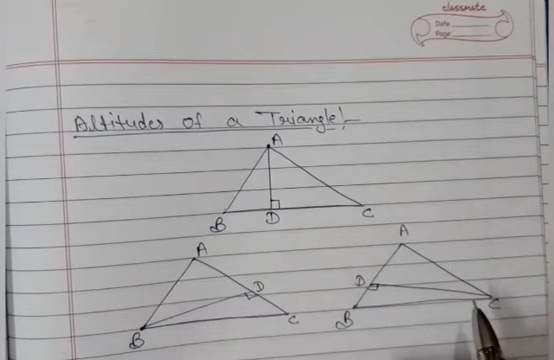 classmate
Date
Page
Altitudes of a Triangle!-
A
B D C
A
D
B C
A
D
B C